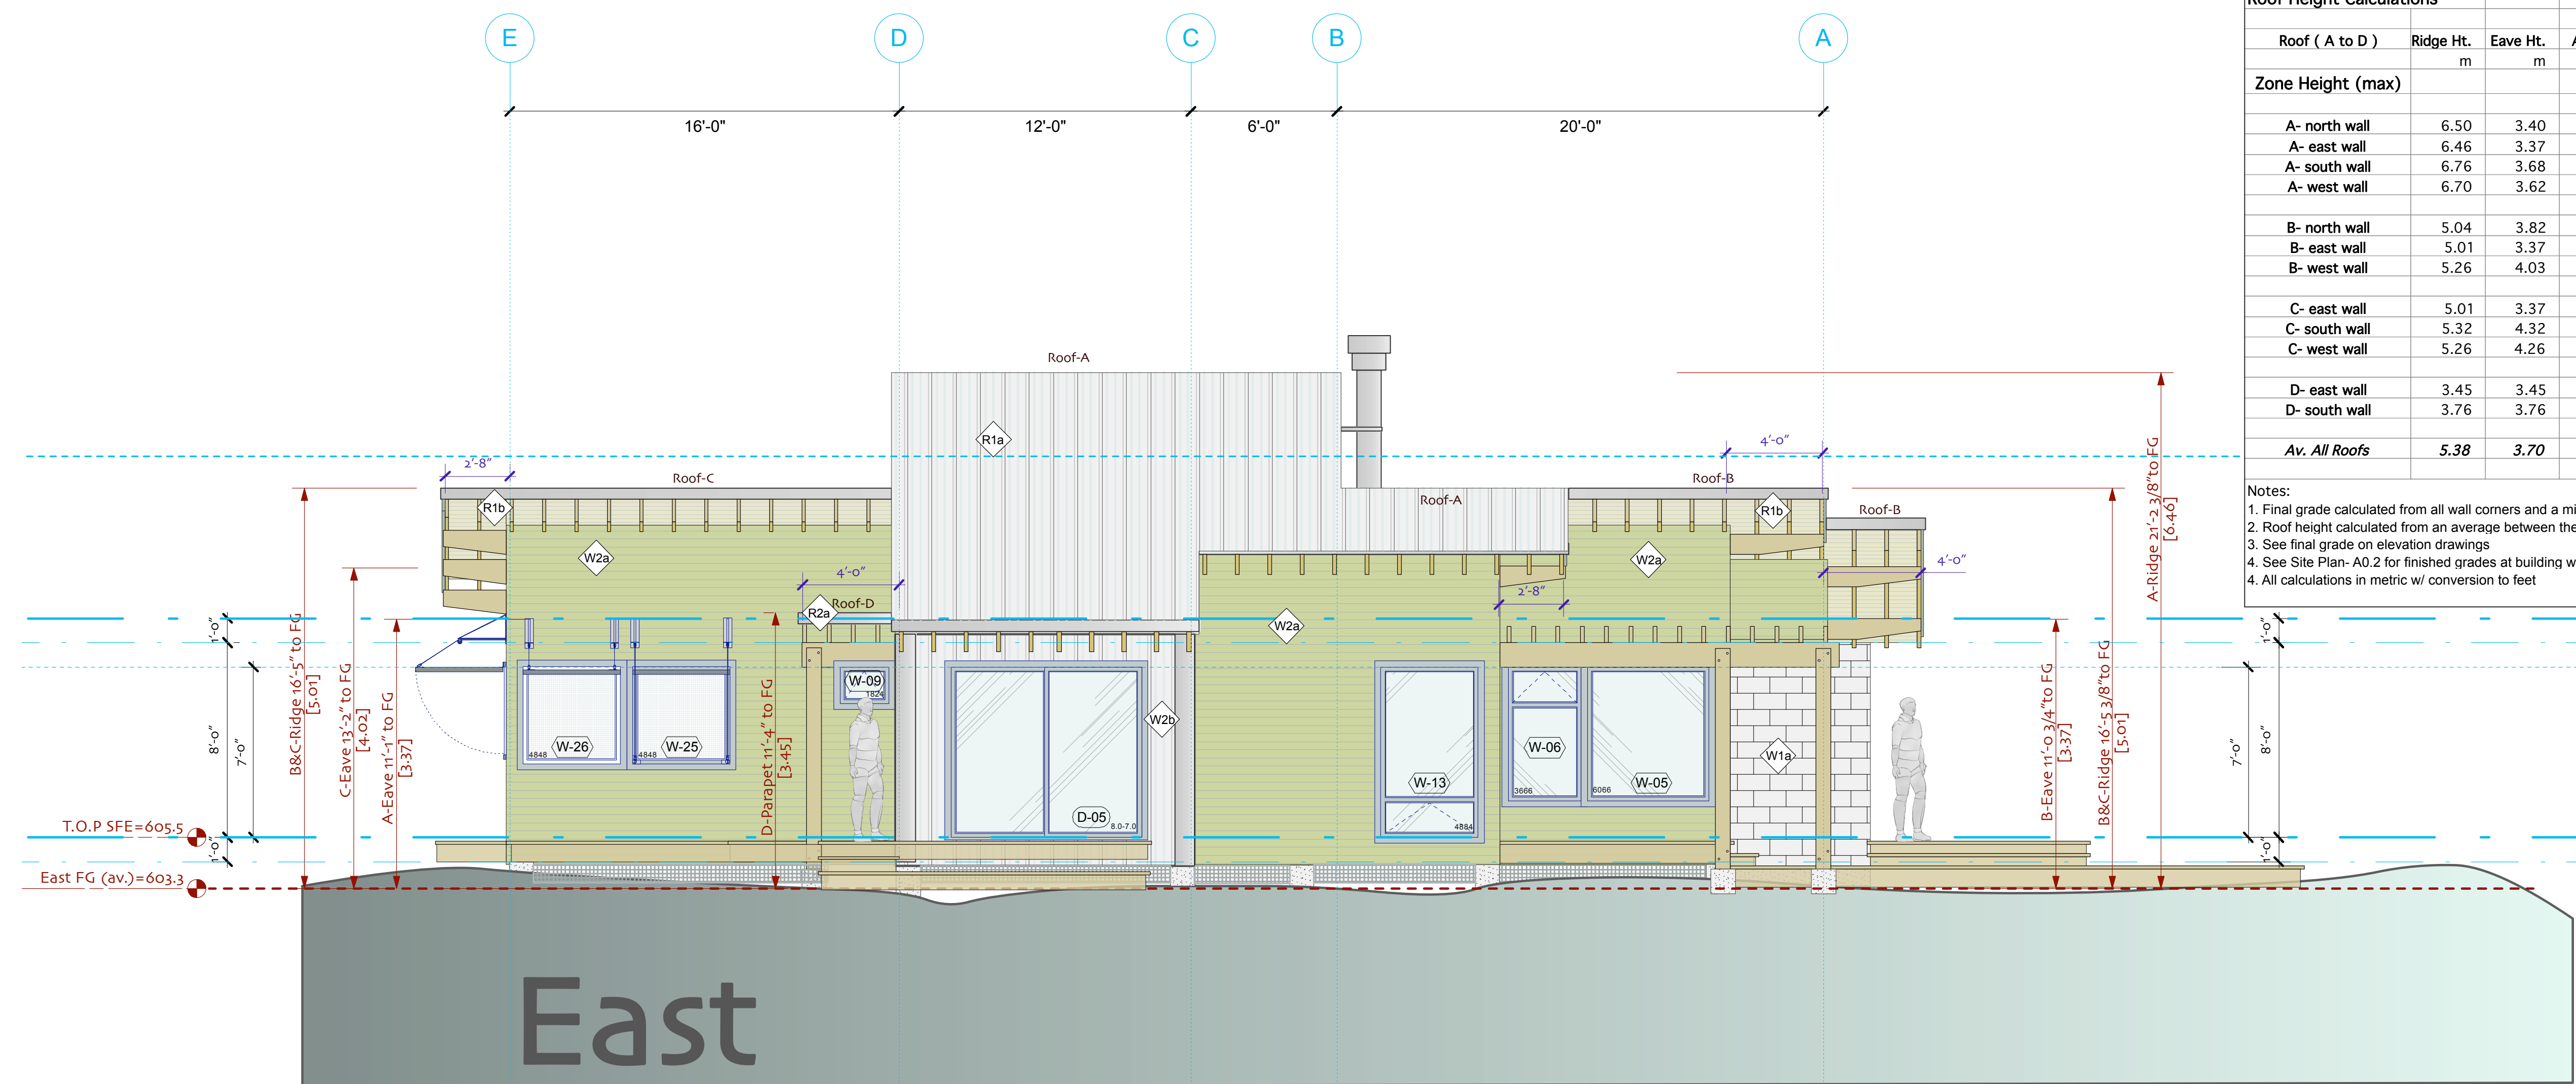 E
D
C
B
A
16'-0"
12'-0"
6'-0"
20'-0"
Roof ( A to D )
Ridge Ht.
Eave Ht.
m
m
Zone Height (max)
A- north wall 6.50 3.40
A- east wall 6.46 3.37
A- south wall 6.76 3.68
A- west wall 6.70 3.62
B- north wall 5.04 3.82
B- east wall 5.01 3.37
B- west wall 5.26 4.03
C- east wall 5.01 3.37
C- south wall 5.32 4.32
C- west wall 5.26 4.26
D- east wall 3.45 3.45
D- south wall 3.76 3.76
Av. All Roofs 5.38 3.70
Notes:
1. Final grade calculated from all wall corners and a mi
2. Roof height calculated from an average between the
3. See final grade on elevation drawings
4. See Site Plan- A0.2 for finished grades at building w
4. All calculations in metric w/ conversion to feet
Roof-A
R1a
2'-8"
Roof-C
R1b
W2a
4'-0"
R2a
Roof-D
Roof-A
4'-0"
Roof-B
R1b
Roof-B
4'-0"
W2a
2'-8"
W2a
W-09
1824
W-26
4848
W-25
4848
W2b
D-05
8.0-7.0
W-13
4884
W-06
3666
W-05
6066
W1a
B&C-Ridge 16'-5" to FG
[5.01]
C-Eave 13'-2" to FG
[4.02]
A-Eave 11'-1" to FG
[3.37]
D-Parapet 11'-4" to FG
[3.45]
B-Eave 11'-0 3/4"to FG
[3.37]
B&C-Ridge 16'-5 3/8"to FG
[5.01]
A-Ridge 21'-2 3/8"to FG
[6.46]
1'-0"
8'-0"
7'-0"
1'-0"
1'-0"
7'-0"
8'-0"
1'-0"
T.O.P SFE=605.5
East FG (av.)=603.3
East